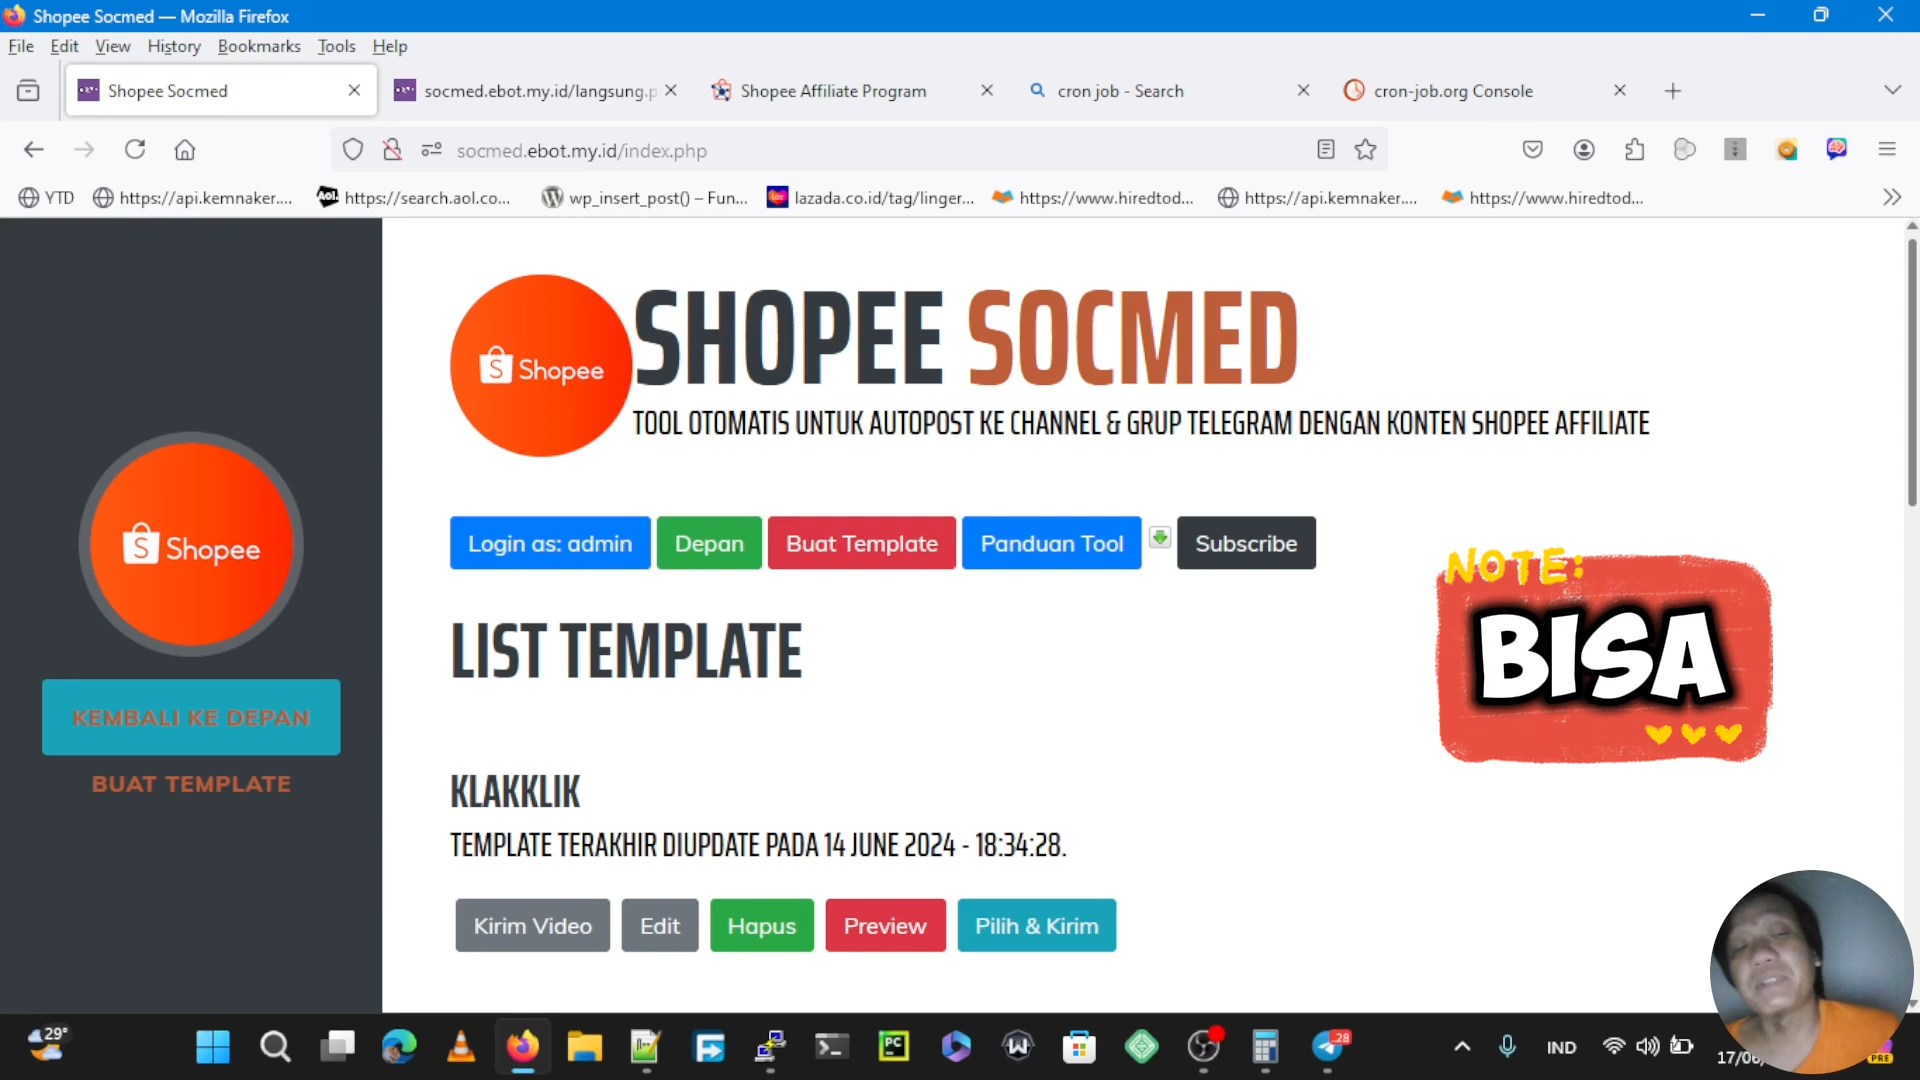 Shopee Socmed — Mozilla Firefox
File Edit View History Bookmarks Tools Help
Shopee Socmed
socmed.ebot.my.id/langsung.p
Shopee Affiliate Program
cron job - Search
cron-job.org Console
socmed.ebot.my.id/index.php
YTD
https://api.kemnaker....
Aol.
https://search.aol.co...
wp_insert_post() – Fun...
lazada.co.id/tag/linger...
https://www.hiredtod...
https://api.kemnaker....
https://www.hiredtod...
Shopee
SHOPEE SOCMED
TOOL OTOMATIS UNTUK AUTOPOST KE CHANNEL & GRUP TELEGRAM DENGAN KONTEN SHOPEE AFFILIATE
Shopee
KEMBALI KE DEPAN
BUAT TEMPLATE
Login as: admin
Depan
Buat Template
Panduan Tool
Subscribe
LIST TEMPLATE
NOTE:
BISA
KLAKKLIK
TEMPLATE TERAKHIR DIUPDATE PADA 14 JUNE 2024 - 18:34:28.
Kirim Video
Edit
Hapus
Preview
Pilih & Kirim
29°
PC
28
IND
PRE